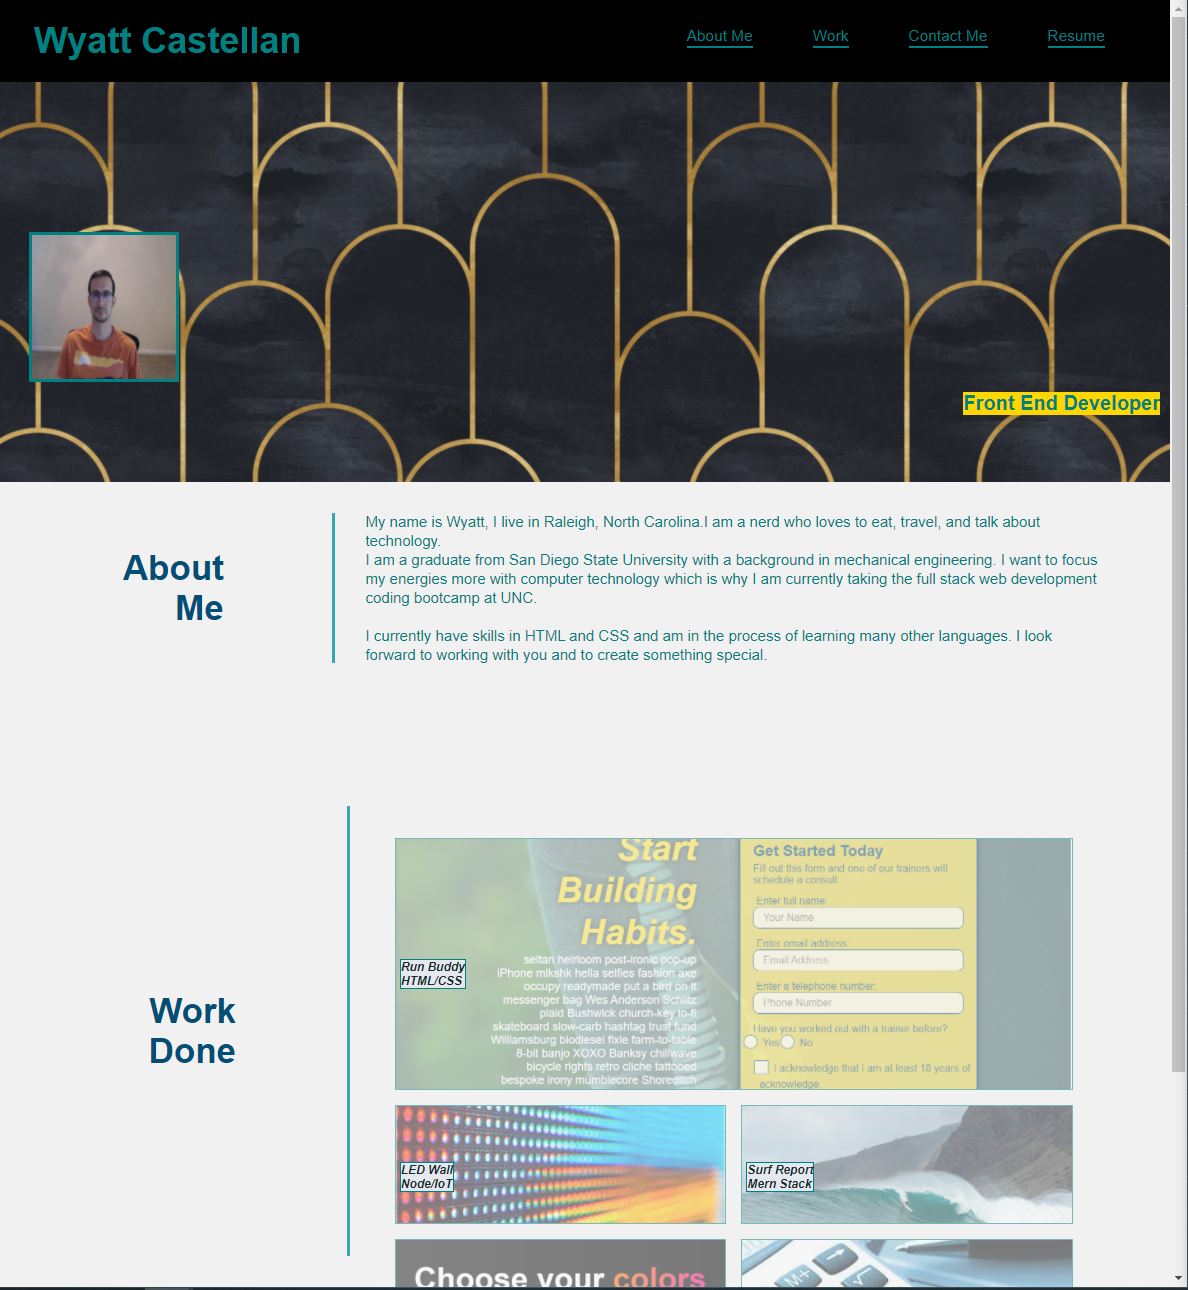 Wyatt Castellan
About Me
Work
Contact Me
Resume
Front End Developer
About
Me
My name is Wyatt, I live in Raleigh, North Carolina.I am a nerd who loves to eat, travel, and talk about
technology.
I am a graduate from San Diego State University with a background in mechanical engineering. I want to focus
my energies more with computer technology which is why I am currently taking the full stack web development
coding bootcamp at UNC.
I currently have skills in HTML and CSS and am in the process of learning many other languages. I look
forward to working with you and to create something special.
Work
Done
Start
Building
Habits.
seitan heirloom post-ironic pop-up
iPhone mlkshk hella selfies fashion axe
occupy readymade put a bird on it
messenger bag Wes Anderson Schlitz
plaid Bushwick church-key lo-fi
skateboard slow-carb hashtag trust fund
Williamsburg biodiesel fixie farm-to-table
8-bit banjo XOXO Banksy chillwave
bicycle rights retro cliche tattooed
bespoke irony mumblecore Shoreditch
Run Buddy
HTML/CSS
Get Started Today
Fill out this form and one of our trainers will
schedule a consult
Enter full name:
Your Name
Enter email address
Email Address
Enter a telephone number:
Phone Number
Have you worked out with a trainer before?
Yes No
I acknowledge that I am at least 18 years of
acknowledge.
LED Wall
Node/IoT
Surf Report
Mern Stack
Choose your colors
M+
√